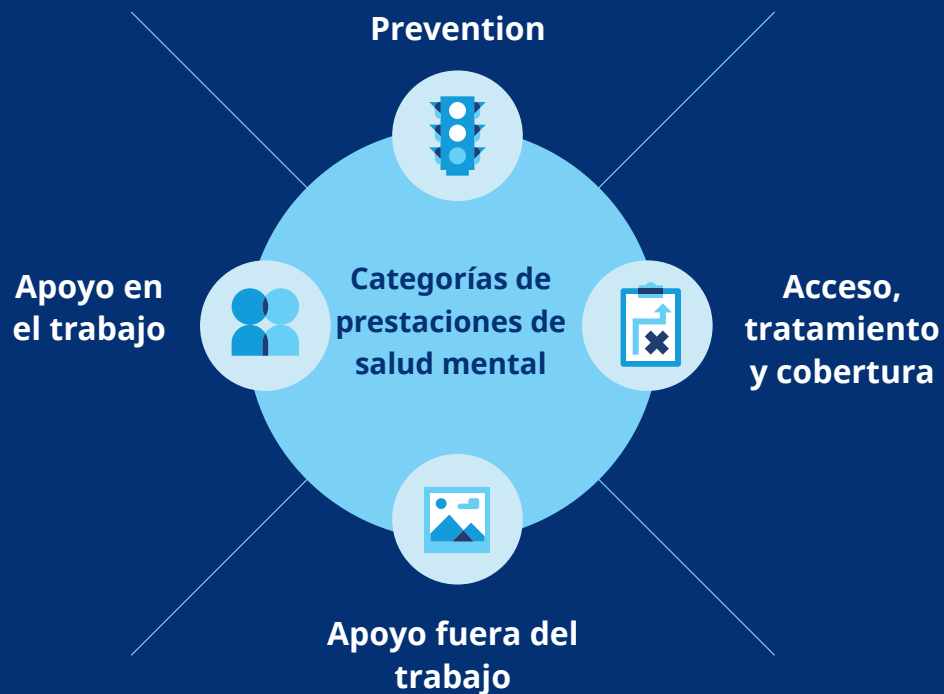 Prevention
Apoyo en
el trabajo
Categorías de
prestaciones de
salud mental
Acceso,
tratamiento
y cobertura
Apoyo fuera del
trabajo